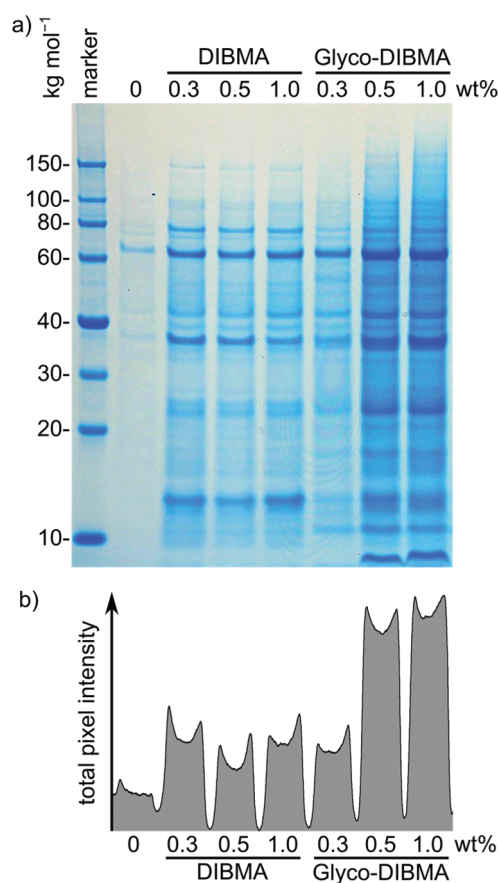 a)
kg mol⁻¹
marker
DIBMA Glyco-DIBMA
0 0.3 0.5 1.0 0.3 0.5 1.0 wt%
150-
100-
80-
60-
40-
30-
20-
10-
b)
total pixel intensity
0 0.3 0.5 1.0 0.3 0.5 1.0 wt%
DIBMA Glyco-DIBMA